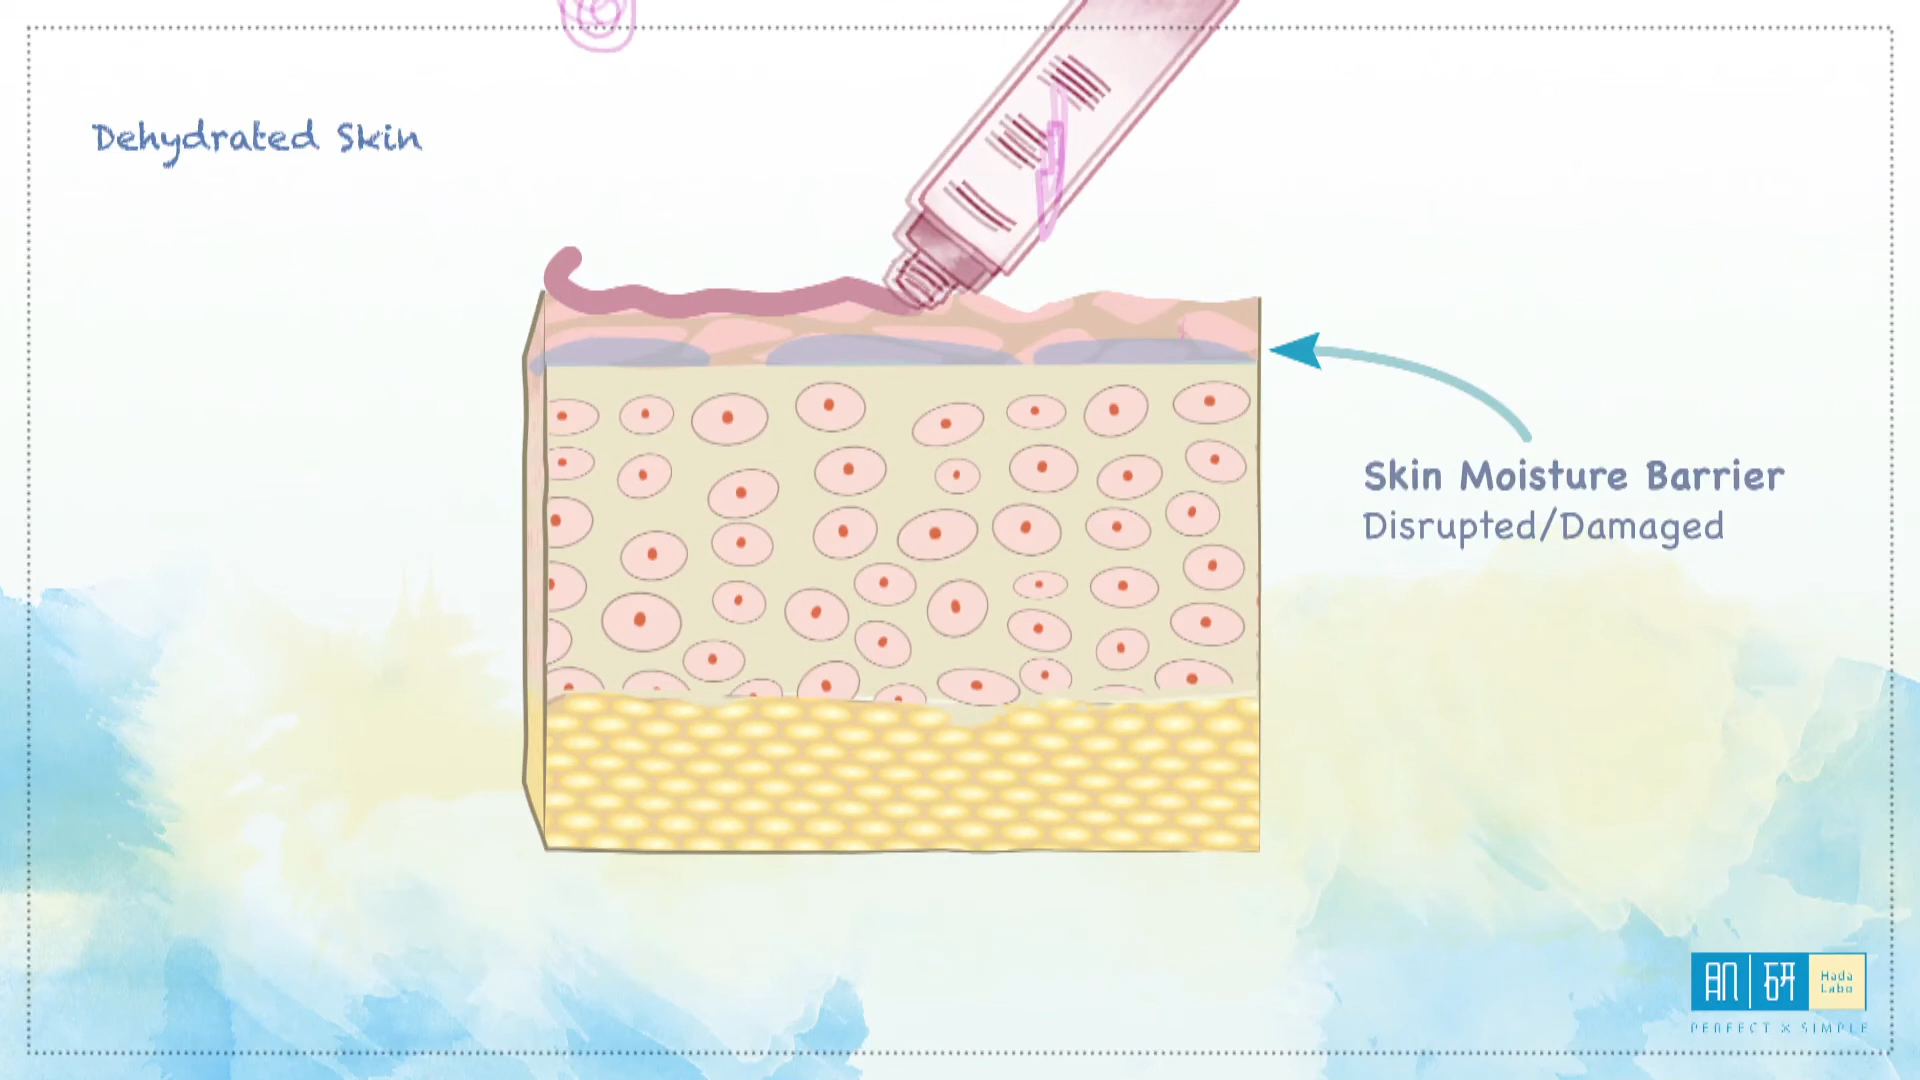 Dehydrated Skin
Skin Moisture Barrier
Disrupted/Damaged
肌 研
Hada
Labo
PERFECT × SIMPLE